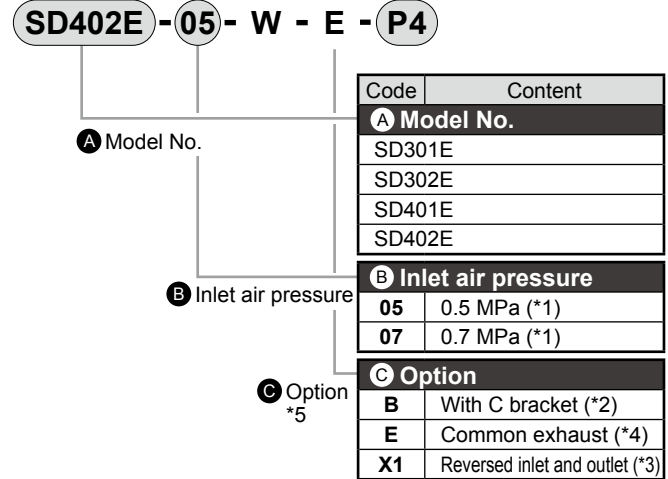 SD402E - 05 - W - E - P4
Code Content
A Model No.
A Model No.
SD301E
SD302E
SD401E
SD402E
B Inlet air pressure
B Inlet air pressure
05 0.5 MPa (*1)
07 0.7 MPa (*1)
C Option
C Option
*5
B With C bracket (*2)
E Common exhaust (*4)
X1 Reversed inlet and outlet (*3)